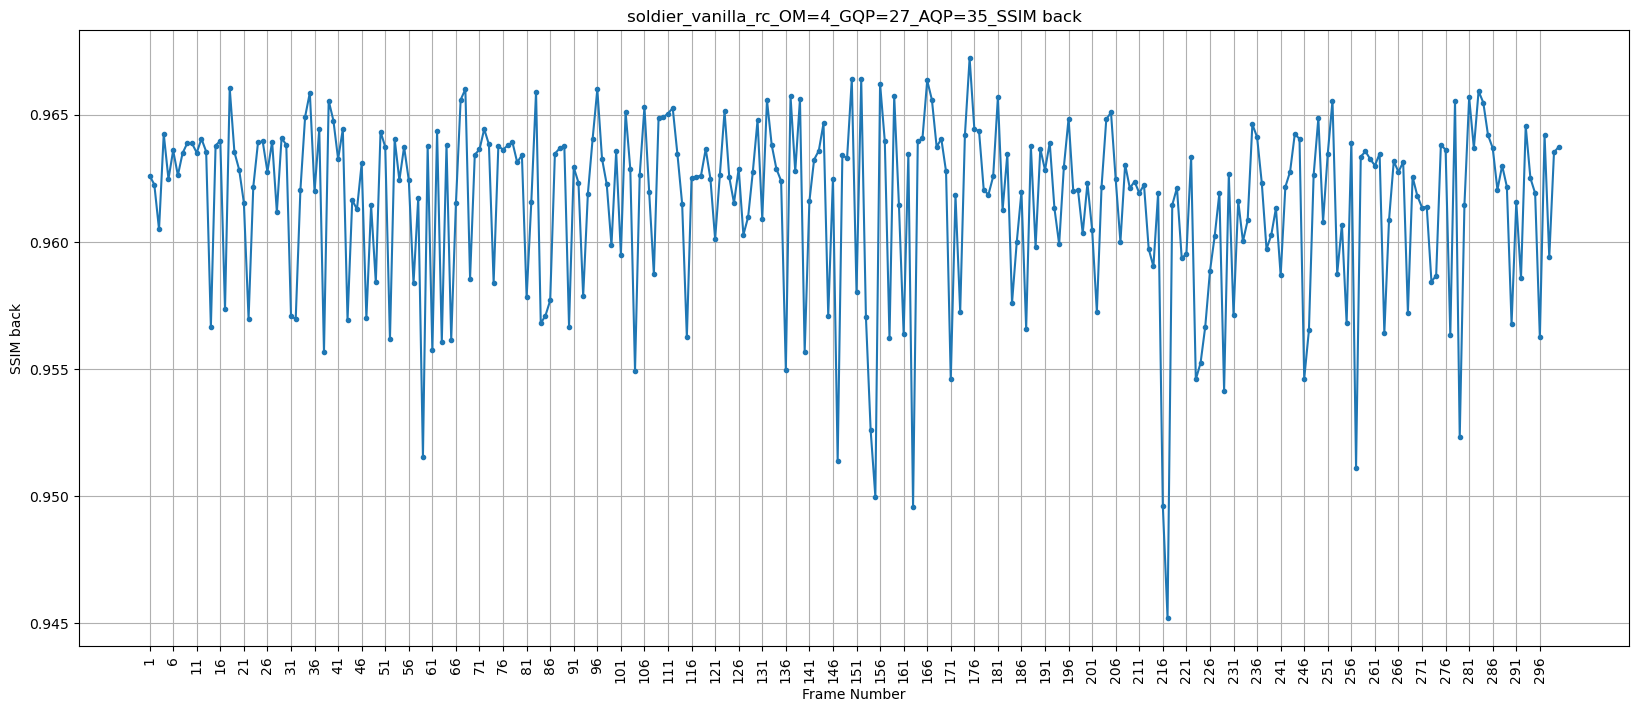 soldier_vanilla_rc_OM=4_GQP=27_AQP=35_SSIM back
SSIM back
0.965
0.960
0.955
0.950
0.945
1 6 11 16 21 26 31 36 41 46 51 56 61 66 71 76 81 86 91 96 101 106 111 116 121 126 131 136 141 146 151 156 161 166 171 176 181 186 191 196 201 206 211 216 221 226 231 236 241 246 251 256 261 266 271 276 281 286 291 296
Frame Number